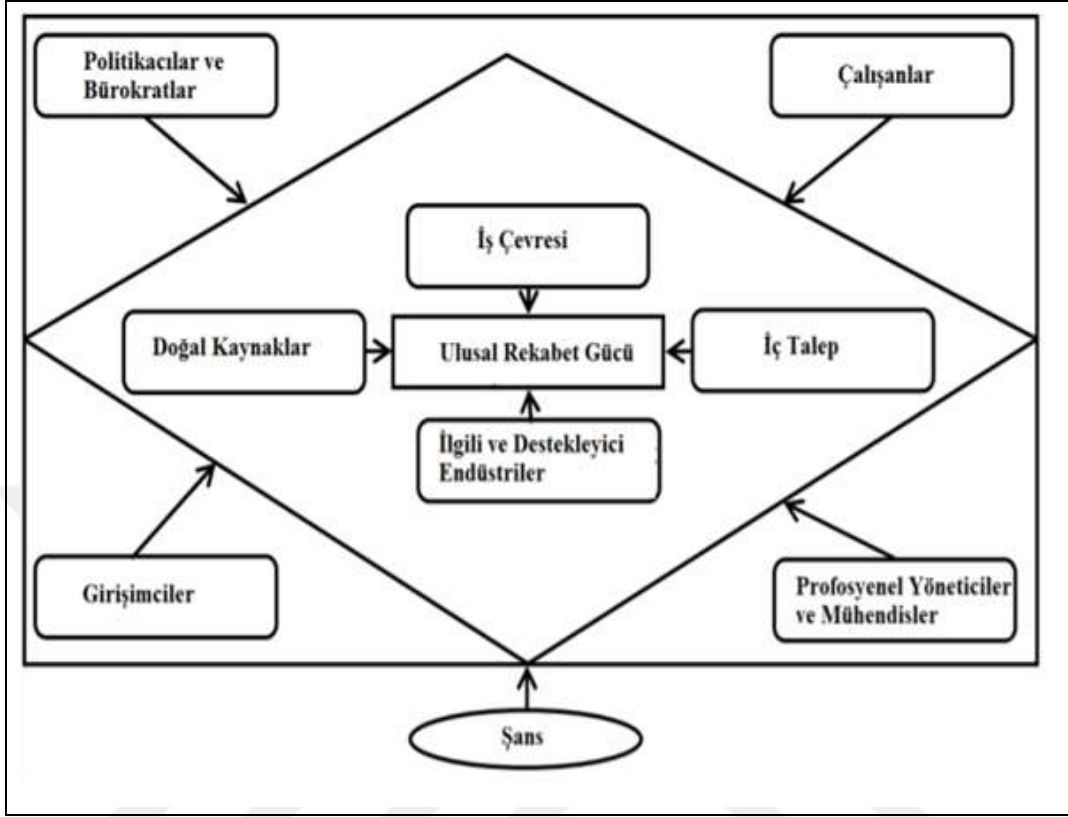 Politikacılar ve
Bürokratlar
Çalışanlar
İş Çevresi
Doğal Kaynaklar
Ulusal Rekabet Gücü
İç Talep
İlgili ve Destekleyici
Endüstriler
Girişimciler
Profosyenel Yöneticiler
ve Mühendisler
Şans